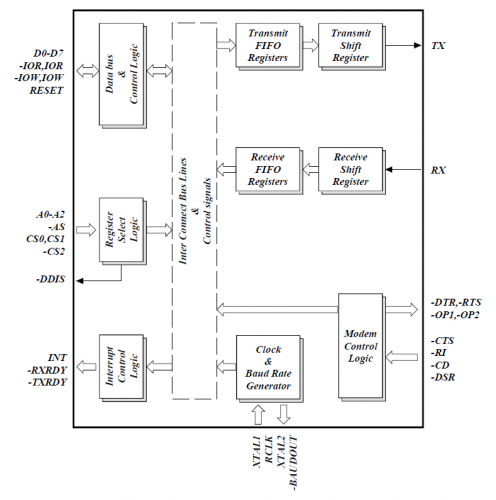 D0-D7
-IOR,IOR
-IOW,IOW
RESET
Data bus
&
Control Logic
Transmit
FIFO
Registers
Transmit
Shift
Register
TX
Receive
FIFO
Registers
Receive
Shift
Register
RX
Inter Connect Bus Lines
&
Control signals
A0-A2
-AS
CS0,CS1
-CS2
Register
Select
Logic
-DDIS
-DTR,-RTS
-OP1,-OP2
Modem
Control
Logic
-CTS
-RI
-CD
-DSR
INT
-RXRDY
-TXRDY
Interrupt
Control
Logic
Clock
&
Baud Rate
Generator
XTAL1
RCLK
XTAL2
-BAUDOUT